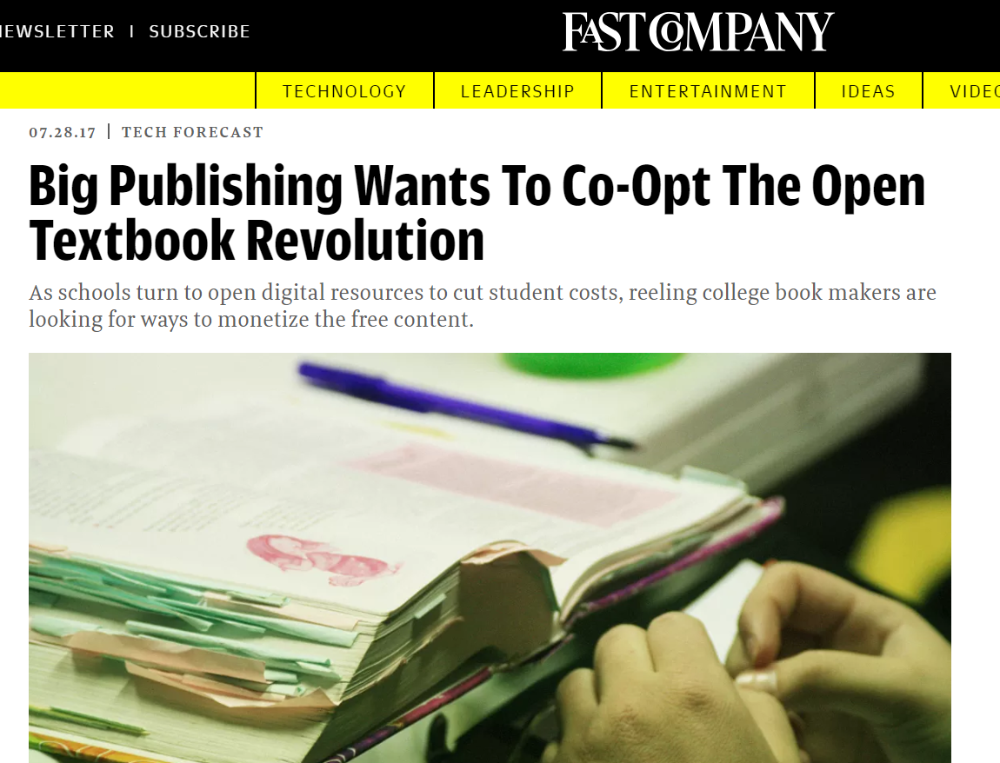 EWSLETTER | SUBSCRIBE
FAST COMPANY
TECHNOLOGY | LEADERSHIP | ENTERTAINMENT | IDEAS | VIDEO
07.28.17 | TECH FORECAST
Big Publishing Wants To Co-Opt The Open
Textbook Revolution
As schools turn to open digital resources to cut student costs, reeling college book makers are
looking for ways to monetize the free content.